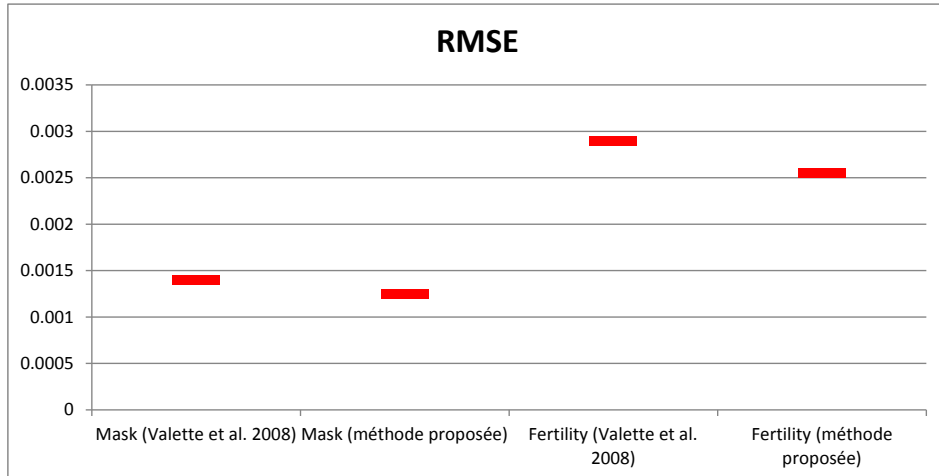 RMSE
0.0035
0.003
0.0025
0.002
0.0015
0.001
0.0005
0
Mask (Valette et al. 2008)
Mask (méthode proposée)
Fertility (Valette et al.
2008)
Fertility (méthode
proposée)